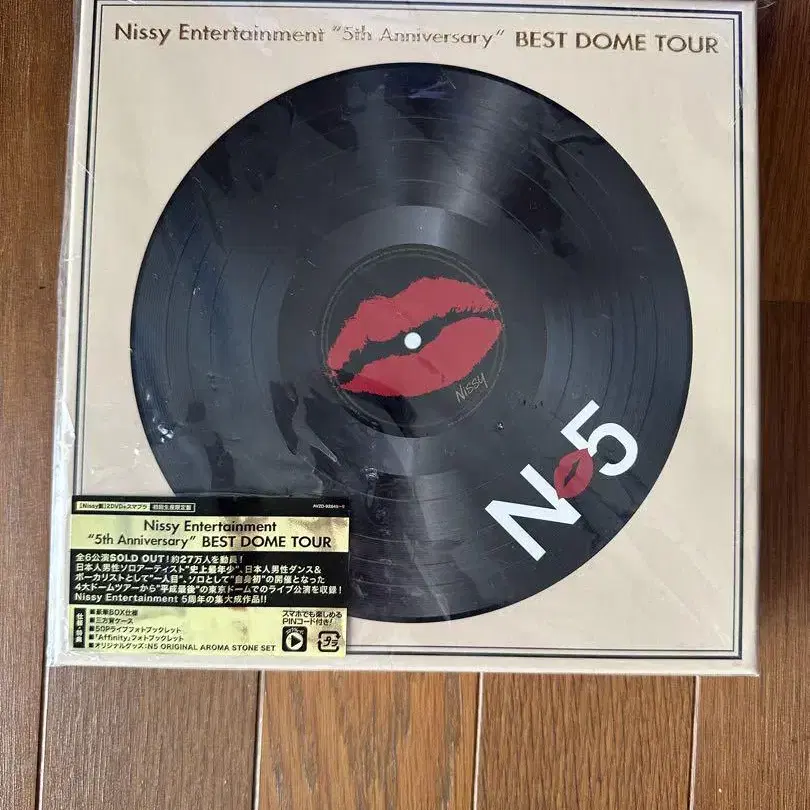 Nissy Entertainment "5th Anniversary" BEST DOME TOUR
Nissy
N 5
【Nissy盤】2DVD+スマプラ 初回生産限定盤
Nissy Entertainment
"5th Anniversary" BEST DOME TOUR
全6公演SOLD OUT!約27万人を動員!
日本人男性ソロアーティスト"史上最年少"、日本人男性ダンス&
ボーカリストとして"一人目"、ソロとして"自身初"の開催となった
4大ドームツアーから"平成最後"の東京ドームでのライブ公演を収録!
Nissy Entertainment 5周年の集大成作品!!
仕様・特典
■豪華BOX仕様
■三方背ケース
■50Pライブフォトブックレット
■「Affinity」フォトブックレット
■オリジナルグッズ:N5 ORIGINAL AROMA STONE SET
スマホでも楽しめる
PINコード付き!